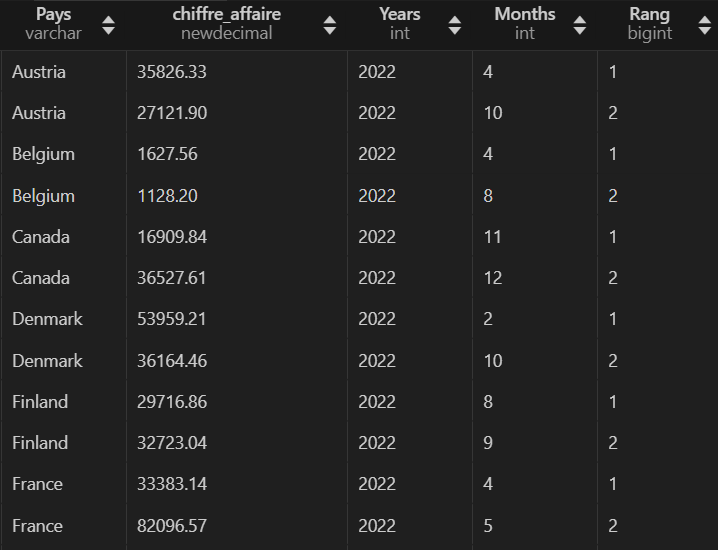 Pays chiffre_affaire Years Months Rang
varchar newdecimal int int bigint
Austria 35826.33 2022 4 1
Austria 27121.90 2022 10 2
Belgium 1627.56 2022 4 1
Belgium 1128.20 2022 8 2
Canada 16909.84 2022 11 1
Canada 36527.61 2022 12 2
Denmark 53959.21 2022 2 1
Denmark 36164.46 2022 10 2
Finland 29716.86 2022 8 1
Finland 32723.04 2022 9 2
France 33383.14 2022 4 1
France 82096.57 2022 5 2